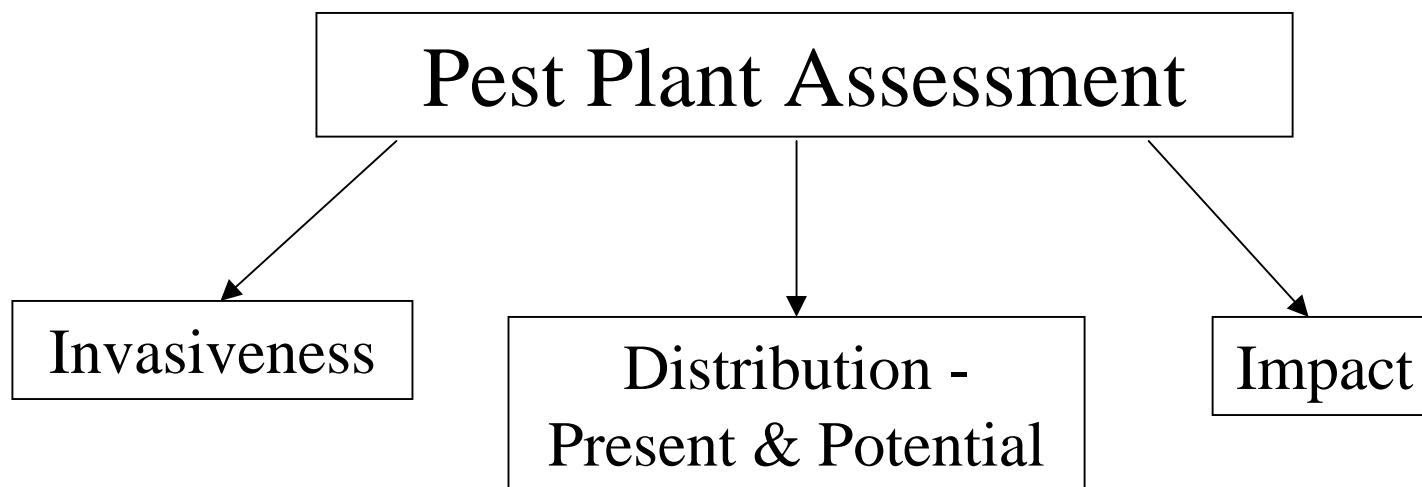 Pest Plant Assessment
Invasiveness
Distribution -
Present & Potential
Impact